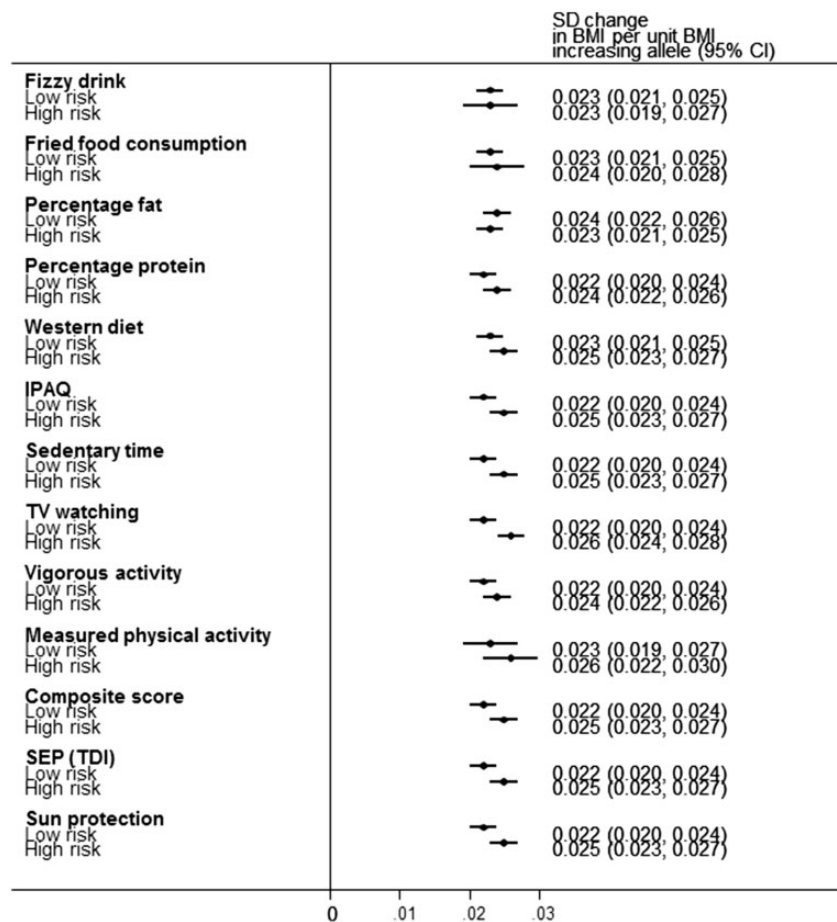 SD change
in BMI per unit BMI
increasing allele (95% CI)
Fizzy drink
Low risk 0.023 (0.021, 0.025)
High risk 0.023 (0.019, 0.027)
Fried food consumption
Low risk 0.023 (0.021, 0.025)
High risk 0.024 (0.020, 0.028)
Percentage fat
Low risk 0.024 (0.022, 0.026)
High risk 0.023 (0.021, 0.025)
Percentage protein
Low risk 0.022 (0.020, 0.024)
High risk 0.024 (0.022, 0.026)
Western diet
Low risk 0.023 (0.021, 0.025)
High risk 0.025 (0.023, 0.027)
IPAQ
Low risk 0.022 (0.020, 0.024)
High risk 0.025 (0.023, 0.027)
Sedentary time
Low risk 0.022 (0.020, 0.024)
High risk 0.025 (0.023, 0.027)
TV watching
Low risk 0.022 (0.020, 0.024)
High risk 0.026 (0.024, 0.028)
Vigorous activity
Low risk 0.022 (0.020, 0.024)
High risk 0.024 (0.022, 0.026)
Measured physical activity
Low risk 0.023 (0.019, 0.027)
High risk 0.026 (0.022, 0.030)
Composite score
Low risk 0.022 (0.020, 0.024)
High risk 0.025 (0.023, 0.027)
SEP (TDI)
Low risk 0.022 (0.020, 0.024)
High risk 0.025 (0.023, 0.027)
Sun protection
Low risk 0.022 (0.020, 0.024)
High risk 0.025 (0.023, 0.027)
0 .01 .02 .03